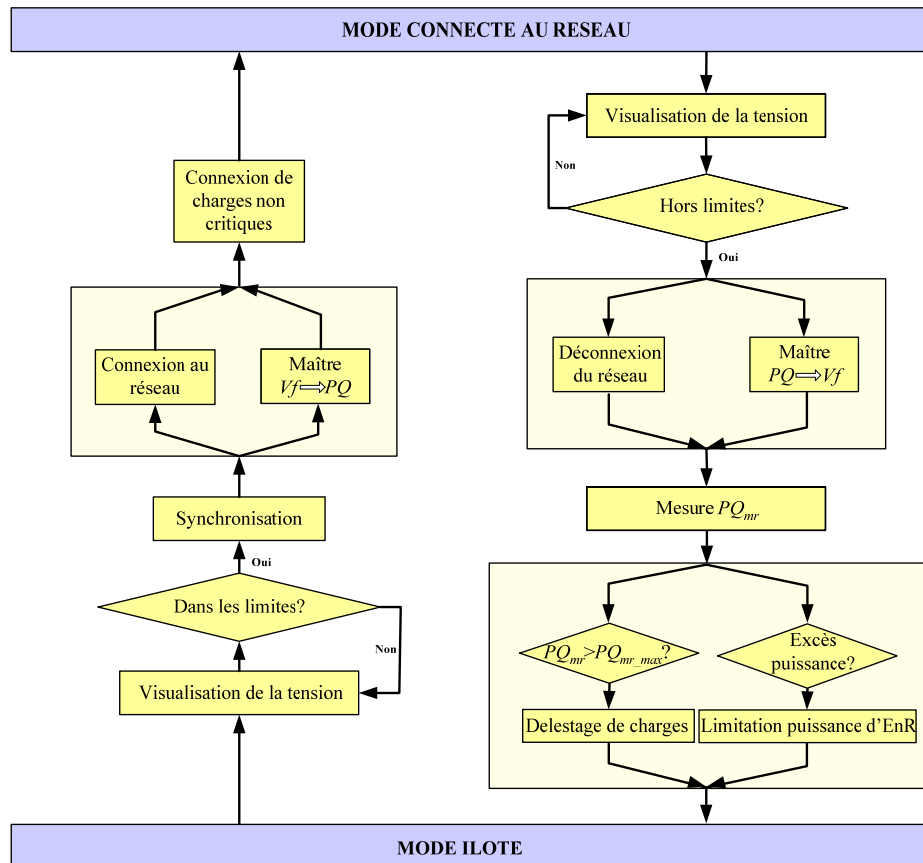 MODE CONNECTE AU RESEAU
Visualisation de la tension
Non
Hors limites?
Oui
Déconnexion
du réseau
Maître
PQ⇒Vf
Mesure PQmr
PQmr>PQmr_max?
Excès
puissance?
Delestage de charges
Limitation puissance d'EnR
Connexion de
charges non
critiques
Connexion au
réseau
Maître
Vf⇒PQ
Synchronisation
Oui
Dans les limites?
Non
Visualisation de la tension
MODE ILOTE